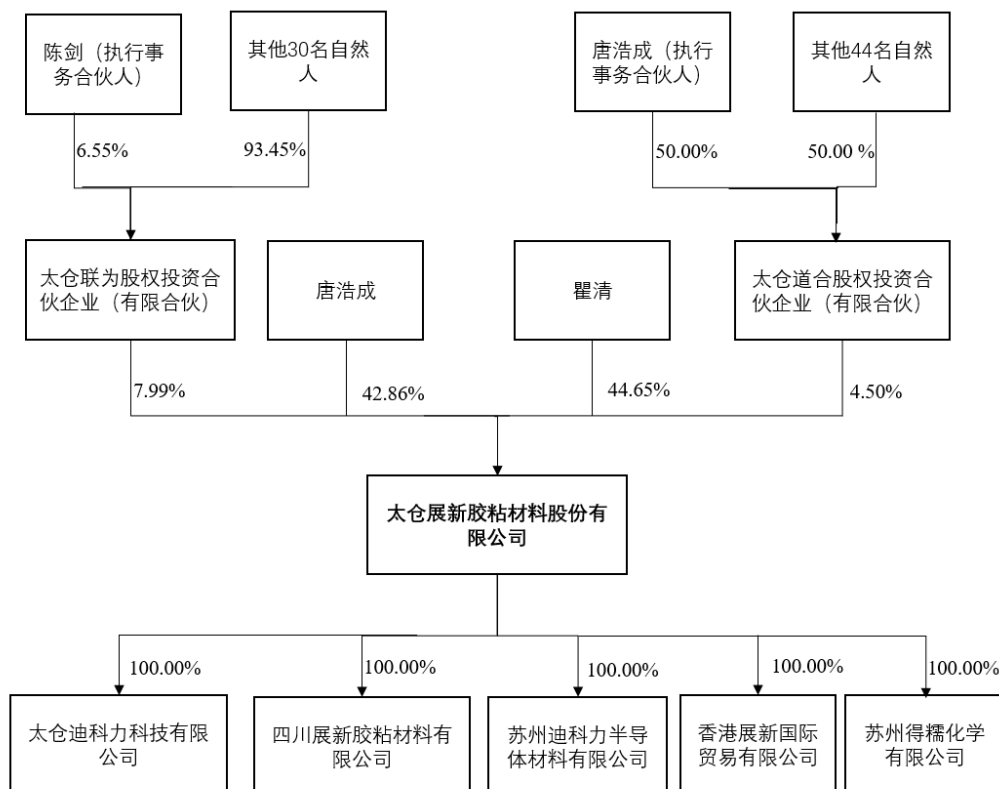 陈剑（执行事
务合伙人）
其他30名自然
人
唐浩成（执行
事务合伙人）
其他44名自然
人
6.55%
93.45%
50.00%
50.00 %
太仓联为股权投资合
伙企业（有限合伙）
唐浩成
瞿清
太仓道合股权投资合
伙企业（有限合伙）
7.99%
42.86%
44.65%
4.50%
太仓展新胶粘材料股份有
限公司
100.00%
100.00%
100.00%
100.00%
100.00%
太仓迪科力科技有限
公司
四川展新胶粘材料有
限公司
苏州迪科力半导
体材料有限公司
香港展新国际
贸易有限公司
苏州得糯化学
有限公司